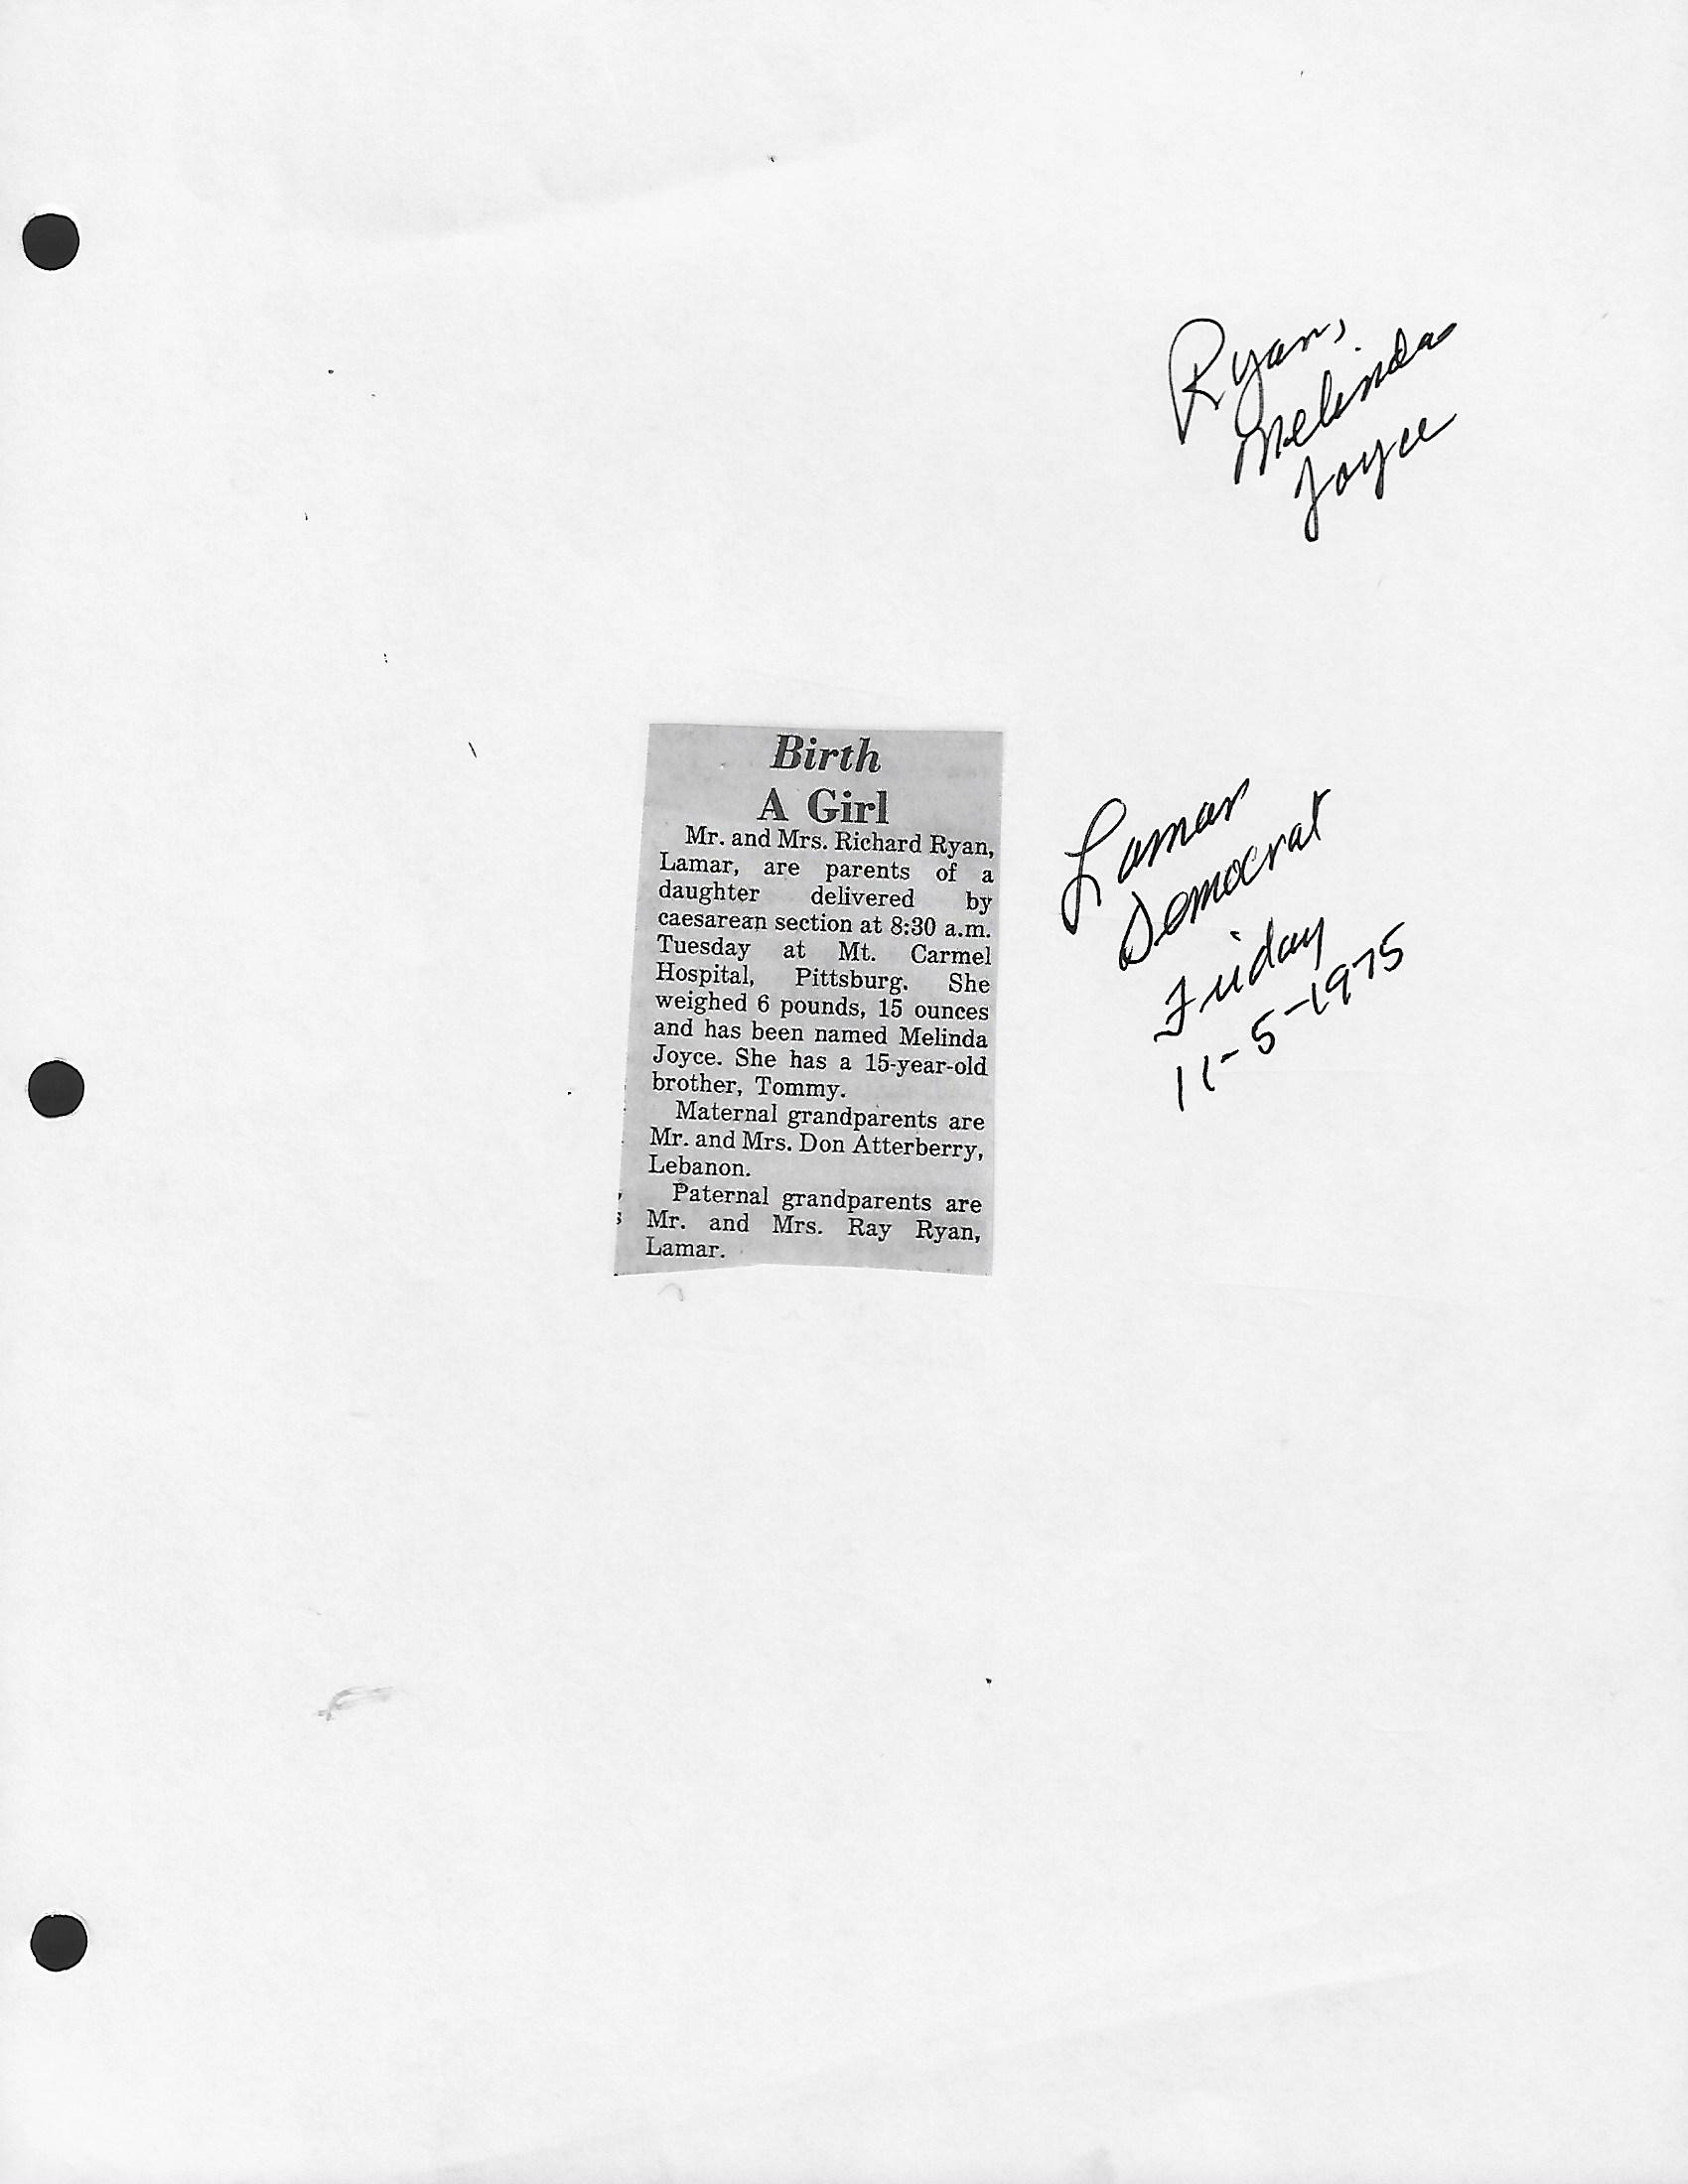 Ryan,
Melinda
Joyce
Birth
A Girl
Mr. and Mrs. Richard Ryan,
Lamar, are parents of a
daughter delivered by
caesarean section at 8:30 a.m.
Tuesday at Mt. Carmel
Hospital, Pittsburg. She
weighed 6 pounds, 15 ounces
and has been named Melinda
Joyce. She has a 15-year-old
brother, Tommy.
Maternal grandparents are
Mr. and Mrs. Don Atterberry,
Lebanon.
Paternal grandparents are
Mr. and Mrs. Ray Ryan,
Lamar.
Lamar
Democrat
Friday
11-5-1975